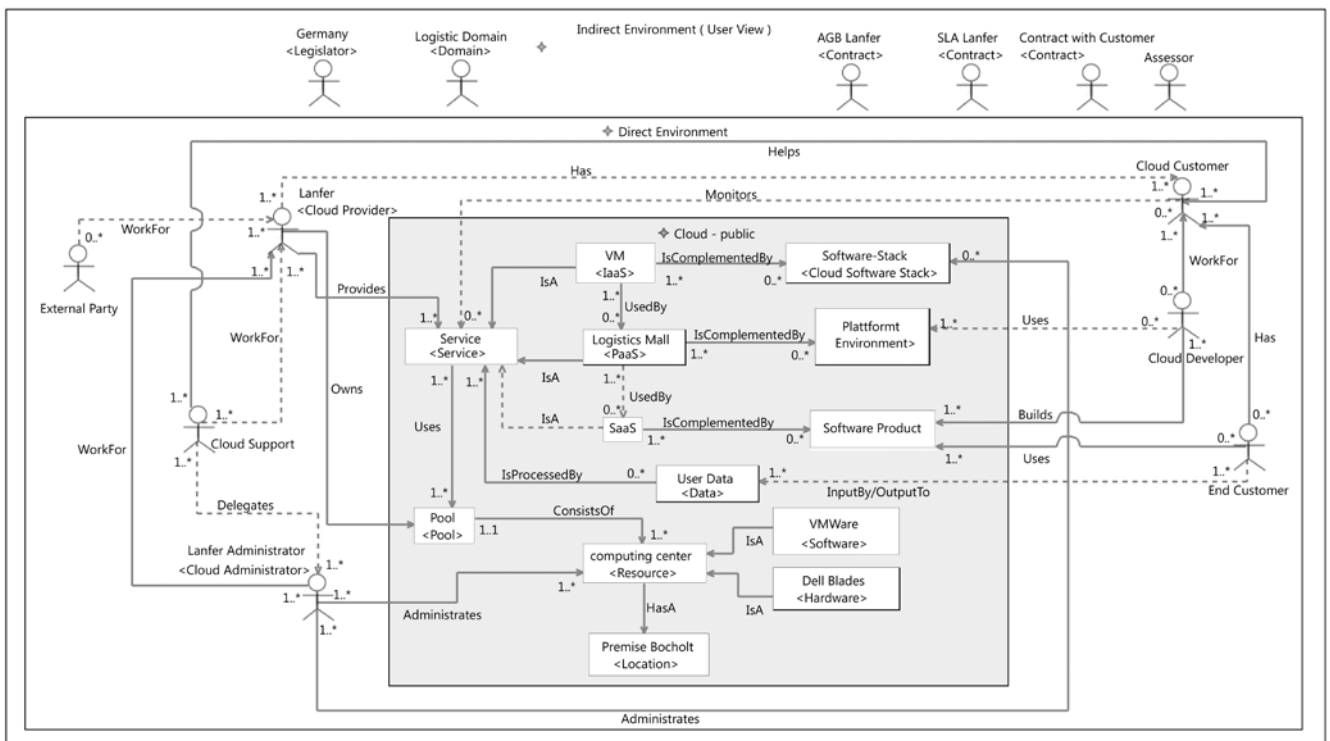 Indirect Environment ( User View )
Germany
<Legislator>
Logistic Domain
<Domain>
AGB Lanfer
<Contract>
SLA Lanfer
<Contract>
Contract with Customer
<Contract>
Assessor
Direct Environment
Helps
Has
Monitors
Cloud Customer
1..*
1..*
0..*
1..*
1..*
Lanfer
<Cloud Provider>
1..*
1..*
1..*
1..*
WorkFor
0..*
External Party
Cloud - public
VM
<IaaS>
IsComplementedBy
1..*
0..*
Software-Stack
<Cloud Software Stack>
0..*
IsA
1..*
UsedBy
0..*
Provides
1..*
0..*
Service
<Service>
1..*
1..*
Logistics Mall
<PaaS>
IsComplementedBy
1..*
0..*
Plattformt
Environment>
1..*
Uses
0..*
WorkFor
0..*
1..*
Cloud Developer
Has
WorkFor
Owns
IsA
1..*
UsedBy
0..*
IsA
SaaS
IsComplementedBy
1..*
0..*
Software Product
1..*
Builds
1..*
Uses
0..*
0..*
1..*
End Customer
1..*
1..*
Cloud Support
1..*
WorkFor
Uses
IsProcessedBy
0..*
User Data
<Data>
1..*
InputBy/OutputTo
Delegates
1..*
Pool
<Pool>
1..1
ConsistsOf
1..*
VMWare
<Software>
IsA
Lanfer Administrator
<Cloud Administrator>
1..*
1..*
1..*
1..*
computing center
<Resource>
1..*
Administrates
Dell Blades
<Hardware>
IsA
HasA
Premise Bocholt
<Location>
Administrates